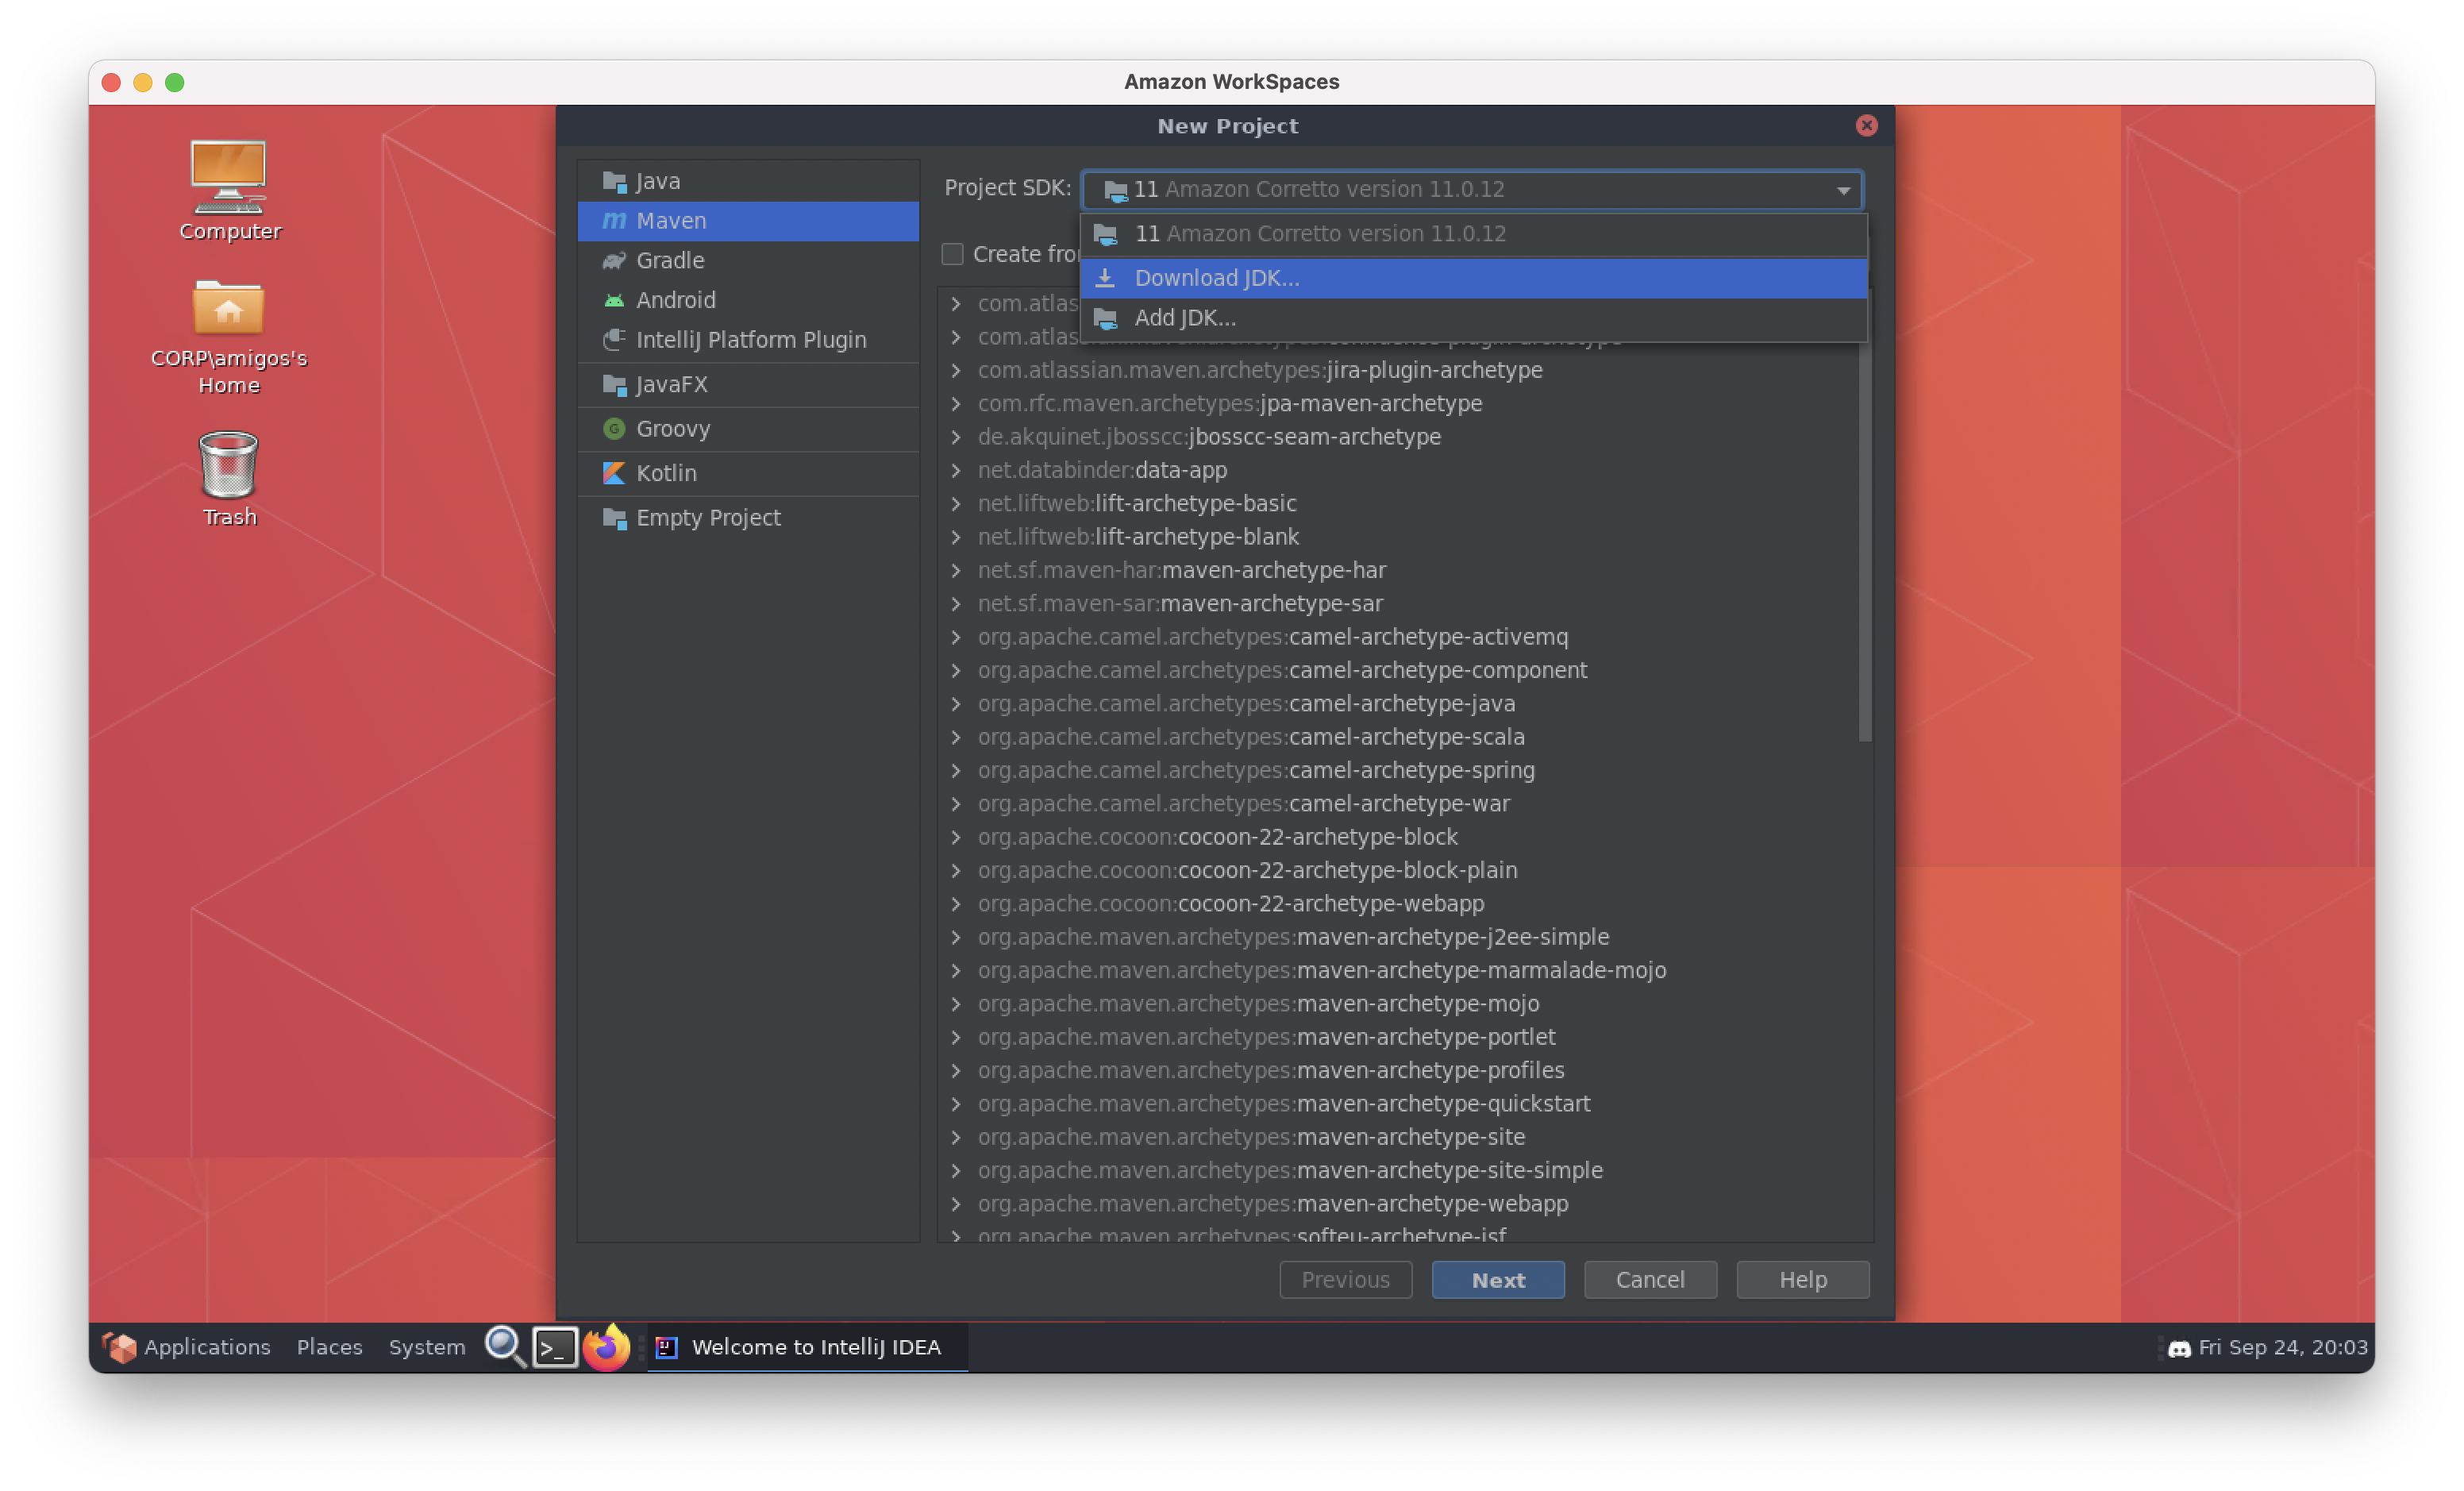 Amazon WorkSpaces
New Project
Computer
CORP\amigos's
Home
Trash
Java
Maven
Gradle
Android
IntelliJ Platform Plugin
JavaFX
Groovy
Kotlin
Empty Project
Project SDK: 11 Amazon Corretto version 11.0.12
11 Amazon Corretto version 11.0.12
Create from
Download JDK...
Add JDK...
com.atlas
com.atlassian.maven.archetypes:confluence-plugin-archetype
com.atlassian.maven.archetypes:jira-plugin-archetype
com.rfc.maven.archetypes:jpa-maven-archetype
de.akquinet.jbosscc:jbosscc-seam-archetype
net.databinder:data-app
net.liftweb:lift-archetype-basic
net.liftweb:lift-archetype-blank
net.sf.maven-har:maven-archetype-har
net.sf.maven-sar:maven-archetype-sar
org.apache.camel.archetypes:camel-archetype-activemq
org.apache.camel.archetypes:camel-archetype-component
org.apache.camel.archetypes:camel-archetype-java
org.apache.camel.archetypes:camel-archetype-scala
org.apache.camel.archetypes:camel-archetype-spring
org.apache.camel.archetypes:camel-archetype-war
org.apache.cocoon:cocoon-22-archetype-block
org.apache.cocoon:cocoon-22-archetype-block-plain
org.apache.cocoon:cocoon-22-archetype-webapp
org.apache.maven.archetypes:maven-archetype-j2ee-simple
org.apache.maven.archetypes:maven-archetype-marmalade-mojo
org.apache.maven.archetypes:maven-archetype-mojo
org.apache.maven.archetypes:maven-archetype-portlet
org.apache.maven.archetypes:maven-archetype-profiles
org.apache.maven.archetypes:maven-archetype-quickstart
org.apache.maven.archetypes:maven-archetype-site
org.apache.maven.archetypes:maven-archetype-site-simple
org.apache.maven.archetypes:maven-archetype-webapp
org.apache.maven.archetypes:softeu-archetype-jsf
Previous Next Cancel Help
Applications Places System Welcome to IntelliJ IDEA Fri Sep 24, 20:03